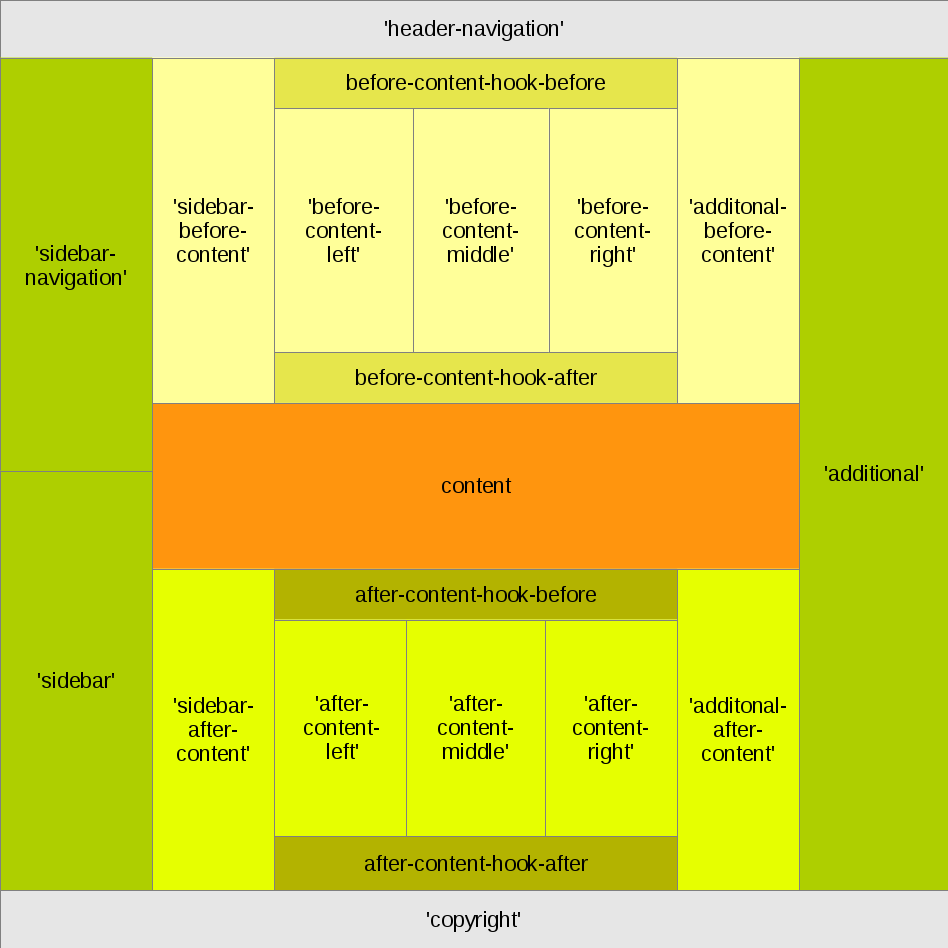 'header-navigation'
before-content-hook-before
'sidebar-
before-
content'
'before-
content-
left'
'before-
content-
middle'
'before-
content-
right'
'additonal-
before-
content'
'sidebar-
navigation'
before-content-hook-after
content
'additional'
after-content-hook-before
'sidebar'
'sidebar-
after-
content'
'after-
content-
left'
'after-
content-
middle'
'after-
content-
right'
'additonal-
after-
content'
after-content-hook-after
'copyright'